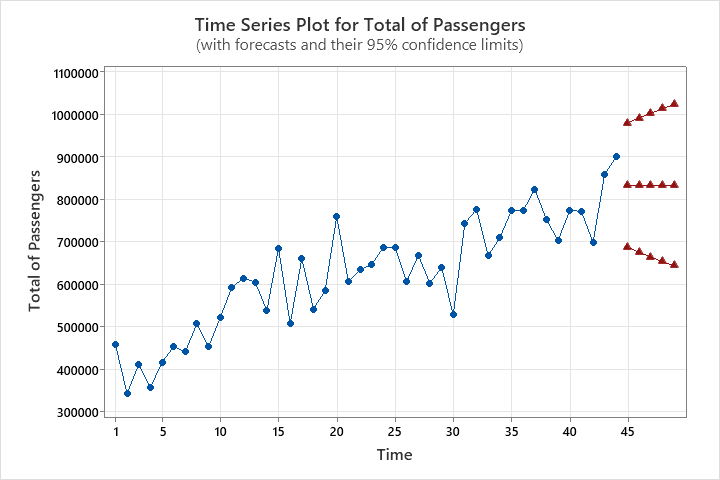 Time Series Plot for Total of Passengers
(with forecasts and their 95% confidence limits)
1100000
1000000
900000
800000
700000
600000
500000
400000
300000
Total of Passengers
1 5 10 15 20 25 30 35 40 45
Time